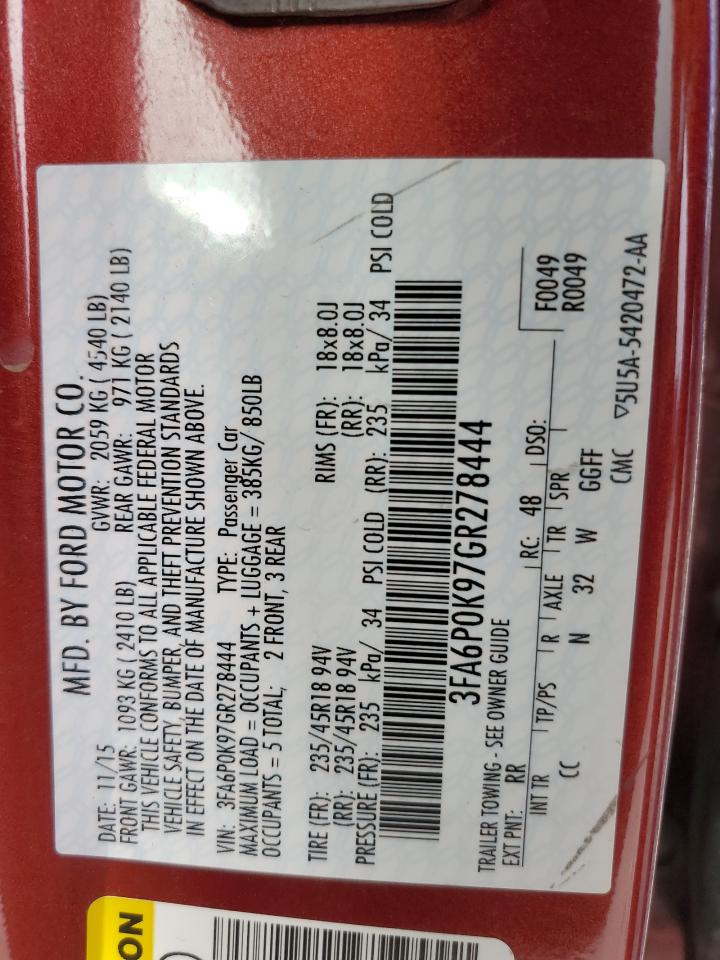 MFD. BY FORD MOTOR CO.
DATE: 11/15 GVWR: 2059 KG ( 4540 LB)
FRONT GAWR: 1093 KG ( 2410 LB) REAR GAWR: 971 KG ( 2140 LB)
THIS VEHICLE CONFORMS TO ALL APPLICABLE FEDERAL MOTOR
VEHICLE SAFETY, BUMPER, AND THEFT PREVENTION STANDARDS
IN EFFECT ON THE DATE OF MANUFACTURE SHOWN ABOVE.
VIN: 3FA6P0K97GR278444 TYPE: Passenger Car
MAXIMUM LOAD = OCCUPANTS + LUGGAGE = 385KG/ 850LB
OCCUPANTS = 5 TOTAL; 2 FRONT, 3 REAR
TIRE (FR): 235/45R18 94V RIMS (FR): 18x8.0J
(RR): 235/45R18 94V (RR): 18x8.0J
PRESSURE (FR): 235 kPa/ 34 PSI COLD (RR): 235 kPa/ 34 PSI COLD
3FA6P0K97GR278444
TRAILER TOWING - SEE OWNER GUIDE
EXT PNT: RR RC: 48 DSO: F0049
R0049
INT TR TP/PS R AXLE TR SPR
CC N 32 W GGFF
CMC ▽5U5A-5420472-AA
ON